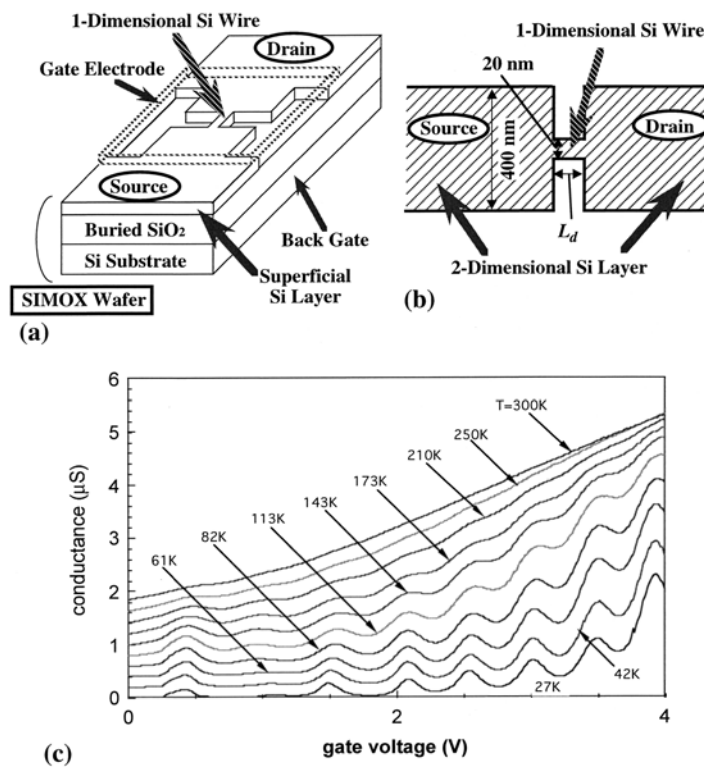 (a)
1-Dimensional Si Wire
Drain
Gate Electrode
Source
Buried SiO2
Si Substrate
Back Gate
Superficial
Si Layer
SIMOX Wafer
1-Dimensional Si Wire
20 nm
Source
Drain
400 nm
Ld
2-Dimensional Si Layer
(b)
6
5
4
3
2
1
0
conductance (μS)
T=300K
250K
210K
173K
143K
113K
82K
61K
42K
27K
0
2
4
gate voltage (V)
(c)